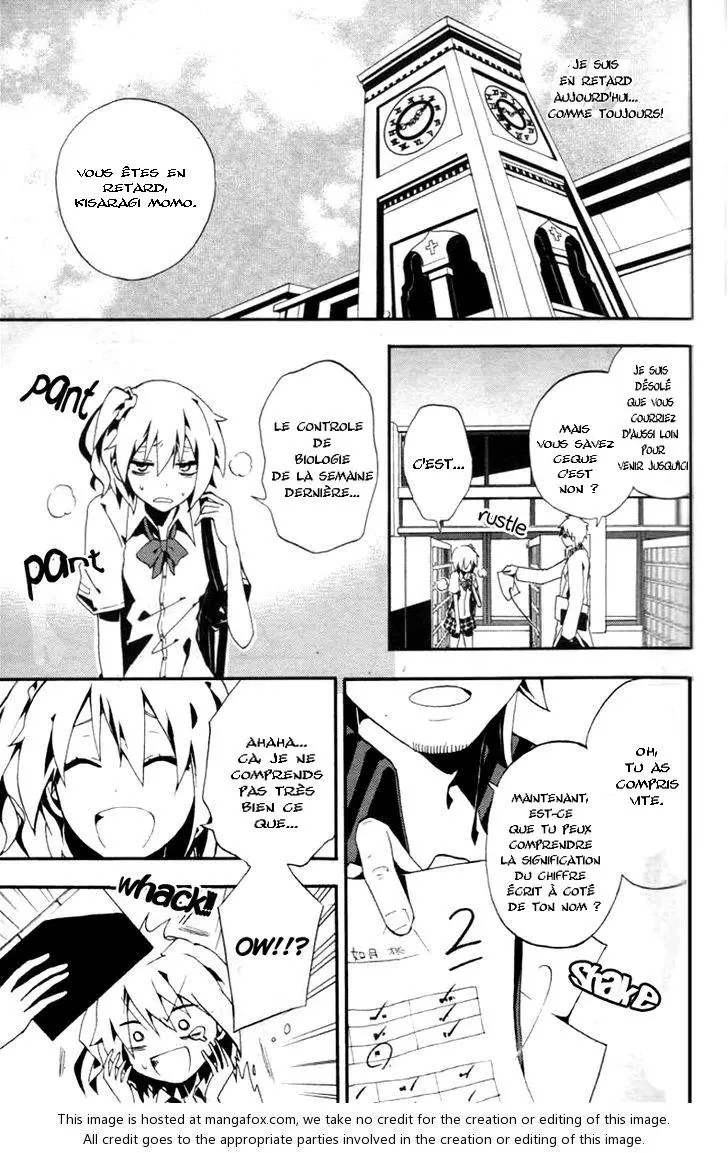 JE SUIS
EN RETARD
AUJOURD'HUI...
COMME TOUJOURS!
VOUS ÊTES EN
RETARD,
KISARAGI MOMO.
JE SUIS
DÉSOLÉ
QUE VOUS
COURRIEZ
D'AUSSI LOIN
POUR
VENIR JUSQU'ICI
MAIS
VOUS SAVEZ
CEQUE
C'EST
NON ?
C'EST...
rustle
LE CONTROLE
DE
BIOLOGIE
DE LA SEMAINE
DERNIÈRE...
pant
pant
OH,
TU AS
COMPRIS
VITE.
MAINTENANT,
EST-CE
QUE TU PEUX
COMPRENDRE
LA SIGNIFICATION
DU CHIFFRE
ÉCRIT À COTÉ
DE TON NOM ?
如月 桃
2
shake
AHAHA...
CA, JE NE
COMPRENDS
PAS TRÈS
BIEN CE
QUE...
whack!!
OW!!?
This image is hosted at mangafox.com, we take no credit for the creation or editing of this image.
All credit goes to the appropriate parties involved in the creation or editing of this image.